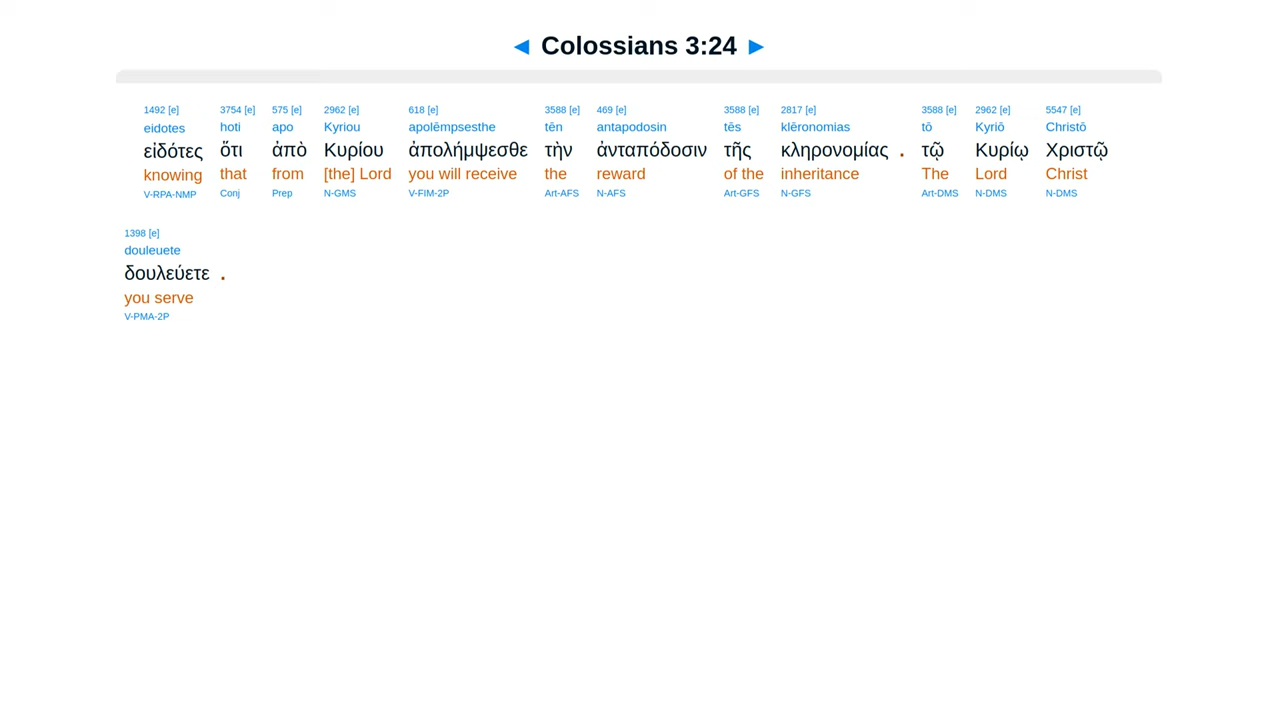 ◄ Colossians 3:24 ►
1492 [e] 3754 [e] 575 [e] 2962 [e] 618 [e] 3588 [e] 469 [e] 3588 [e] 2817 [e] 3588 [e] 2962 [e] 5547 [e]
eidotes hoti apo Kyriou apolēmpsesthe tēn antapodosin tēs klēronomias tō Kyriō Christō
εἰδότες ὅτι ἀπὸ Κυρίου ἀπολήμψεσθε τὴν ἀνταπόδοσιν τῆς κληρονομίας . τῷ Κυρίῳ Χριστῷ
knowing that from [the] Lord you will receive the reward of the inheritance The Lord Christ
V-RPA-NMP Conj Prep N-GMS V-FIM-2P Art-AFS N-AFS Art-GFS N-GFS Art-DMS N-DMS N-DMS
1398 [e]
douleuete
δουλεύετε .
you serve
V-PMA-2P